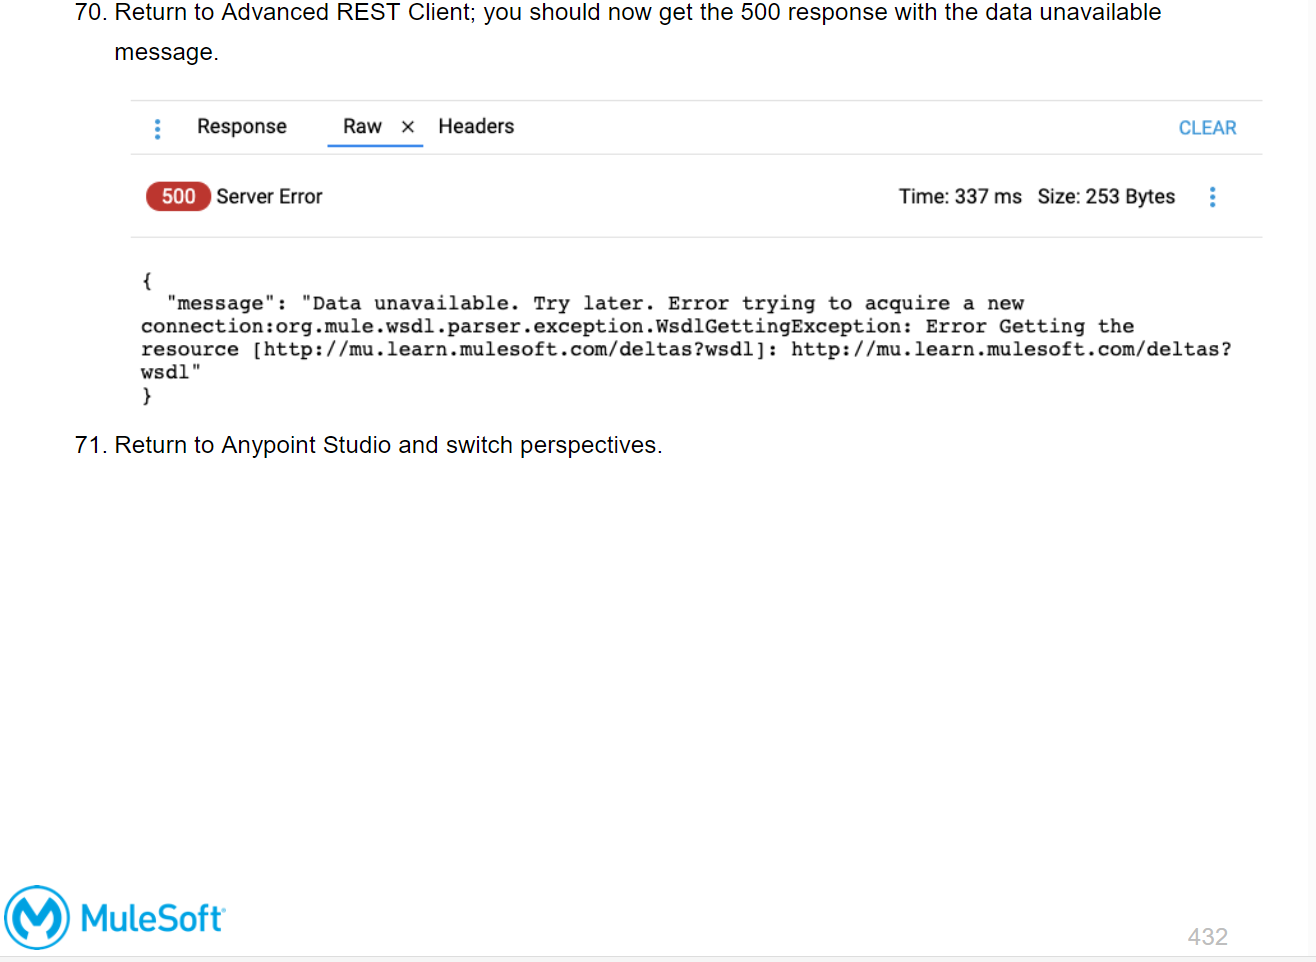 70. Return to Advanced REST Client; you should now get the 500 response with the data unavailable
message.
Response Raw × Headers CLEAR
500 Server Error Time: 337 ms Size: 253 Bytes
{
"message": "Data unavailable. Try later. Error trying to acquire a new
connection:org.mule.wsdl.parser.exception.WsdlGettingException: Error Getting the
resource [http://mu.learn.mulesoft.com/deltas?wsdl]: http://mu.learn.mulesoft.com/deltas?
wsdl"
}
71. Return to Anypoint Studio and switch perspectives.
MuleSoft
432